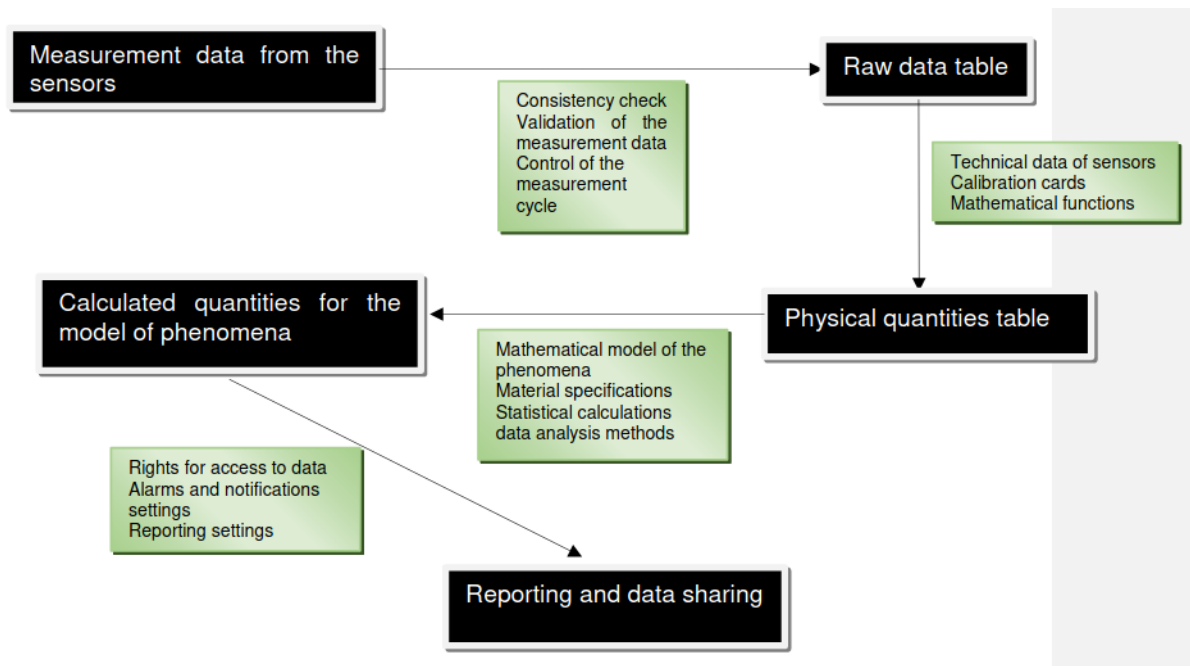 Measurement data from the
sensors
Raw data table
Consistency check
Validation of the
measurement data
Control of the
measurement
cycle
Technical data of sensors
Calibration cards
Mathematical functions
Physical quantities table
Calculated quantities for the
model of phenomena
Mathematical model of the
phenomena
Material specifications
Statistical calculations
data analysis methods
Rights for access to data
Alarms and notifications
settings
Reporting settings
Reporting and data sharing